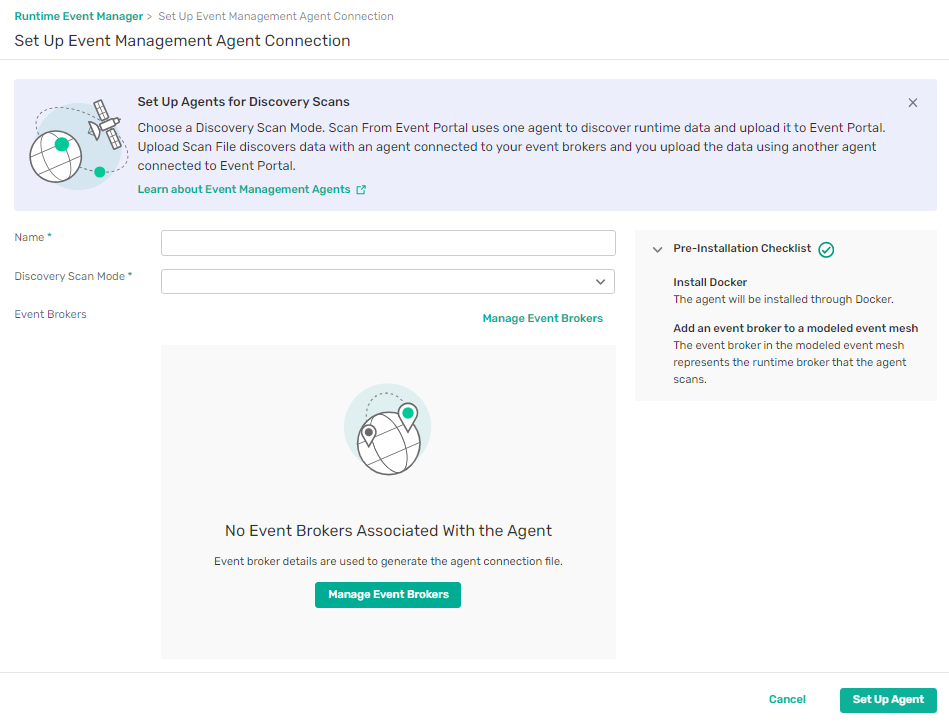 Runtime Event Manager > Set Up Event Management Agent Connection
Set Up Event Management Agent Connection
Set Up Agents for Discovery Scans
Choose a Discovery Scan Mode. Scan From Event Portal uses one agent to discover runtime data and upload it to Event Portal.
Upload Scan File discovers data with an agent connected to your event brokers and you upload the data using another agent
connected to Event Portal.
Learn about Event Management Agents
Name *
Discovery Scan Mode *
Event Brokers
Manage Event Brokers
No Event Brokers Associated With the Agent
Event broker details are used to generate the agent connection file.
Manage Event Brokers
Pre-Installation Checklist
Install Docker
The agent will be installed through Docker.
Add an event broker to a modeled event mesh
The event broker in the modeled event mesh
represents the runtime broker that the agent
scans.
Cancel
Set Up Agent